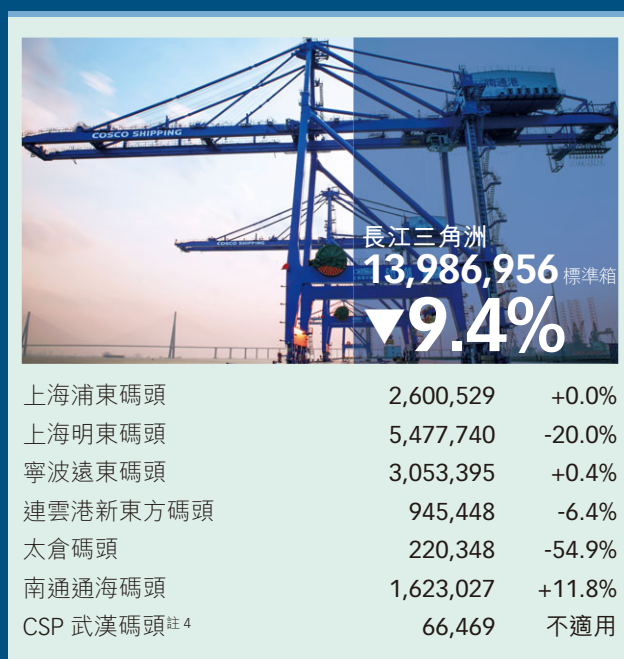 COSCO SHIPPING
南通港
COSCO SHIPPING
長江三角洲
13,986,956 標準箱
▼9.4%
上海浦東碼頭 2,600,529 +0.0%
上海明東碼頭 5,477,740 -20.0%
寧波遠東碼頭 3,053,395 +0.4%
連雲港新東方碼頭 945,448 -6.4%
太倉碼頭 220,348 -54.9%
南通通海碼頭 1,623,027 +11.8%
CSP 武漢碼頭註 4 66,469 不適用